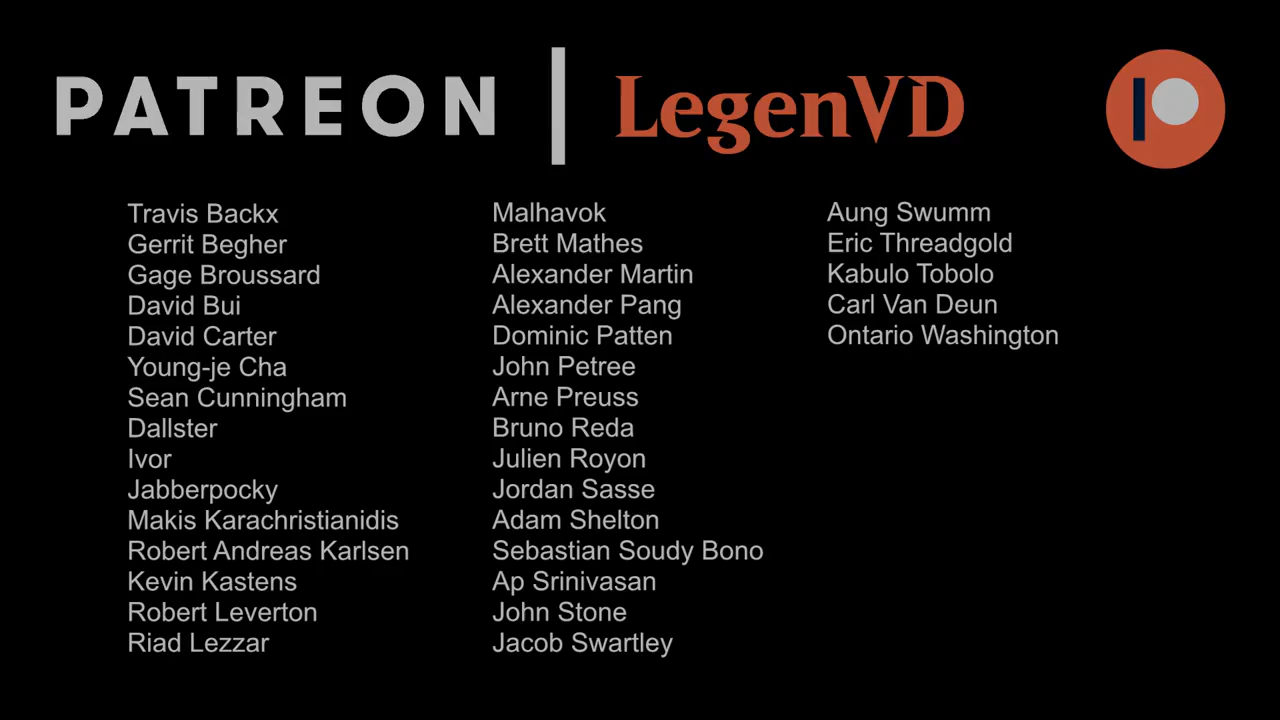 PATREON | LegenVD
Travis Backx
Gerrit Begher
Gage Broussard
David Bui
David Carter
Young-je Cha
Sean Cunningham
Dallster
Ivor
Jabberpocky
Makis Karachristianidis
Robert Andreas Karlsen
Kevin Kastens
Robert Leverton
Riad Lezzar
Malhavok
Brett Mathes
Alexander Martin
Alexander Pang
Dominic Patten
John Petree
Arne Preuss
Bruno Reda
Julien Royon
Jordan Sasse
Adam Shelton
Sebastian Soudy Bono
Ap Srinivasan
John Stone
Jacob Swartley
Aung Swumm
Eric Threadgold
Kabulo Tobolo
Carl Van Deun
Ontario Washington